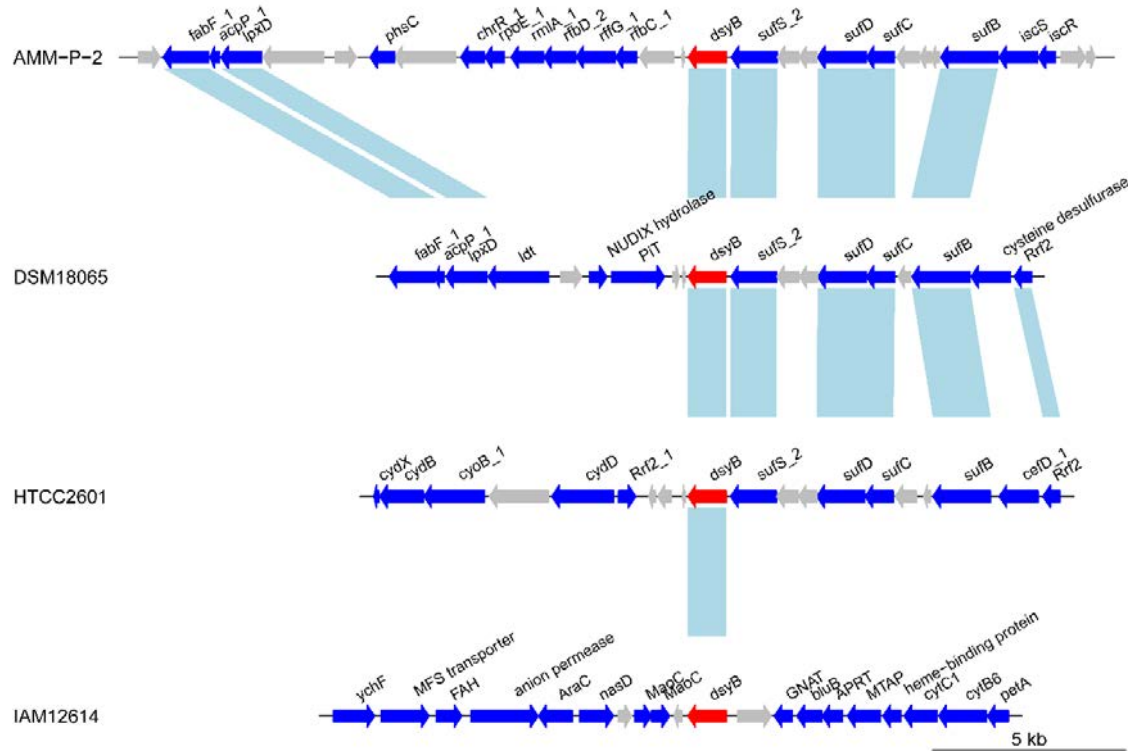 fabF_1 acpP_1 lpxD phsC chrR_1 rpoE_1 rmlA_1 rfbD_2 rffG_1 rfbC_1 dsyB sufS_2 sufD sufC sufB iscS iscR
AMM-P-2
fabF_1 acpP_1 lpxD ldt NUDIX hydrolase PiT dsyB sufS_2 sufD sufC sufB cysteine desulfurase Rrf2
DSM18065
cydX cydB cyoB_1 cydD Rrf2_1 dsyB sufS_2 sufD sufC sufB cefD_1 Rrf2
HTCC2601
ychF MFS transporter FAH anion permease AraC nasD MaoC MaoC dsyB GNAT bluB APRT MTAP heme-binding protein cytC1 cytB6 petA
IAM12614
5 kb